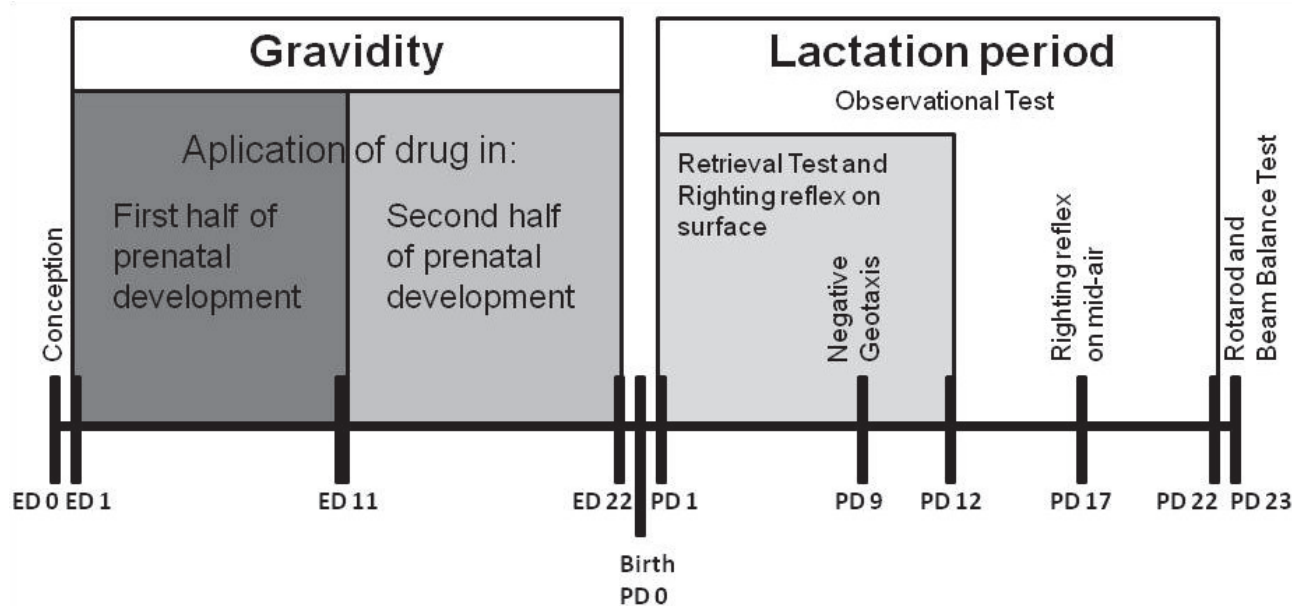 Gravidity
Aplication of drug in:
First half of
prenatal
development
Second half
of prenatal
development
Conception
Lactation period
Observational Test
Retrieval Test and
Righting reflex on
surface
Negative
Geotaxis
Righting reflex
on mid-air
Rotarod and
Beam Balance Test
ED 0 ED 1 ED 11 ED 22 PD 1 PD 9 PD 12 PD 17 PD 22 PD 23
Birth
PD 0